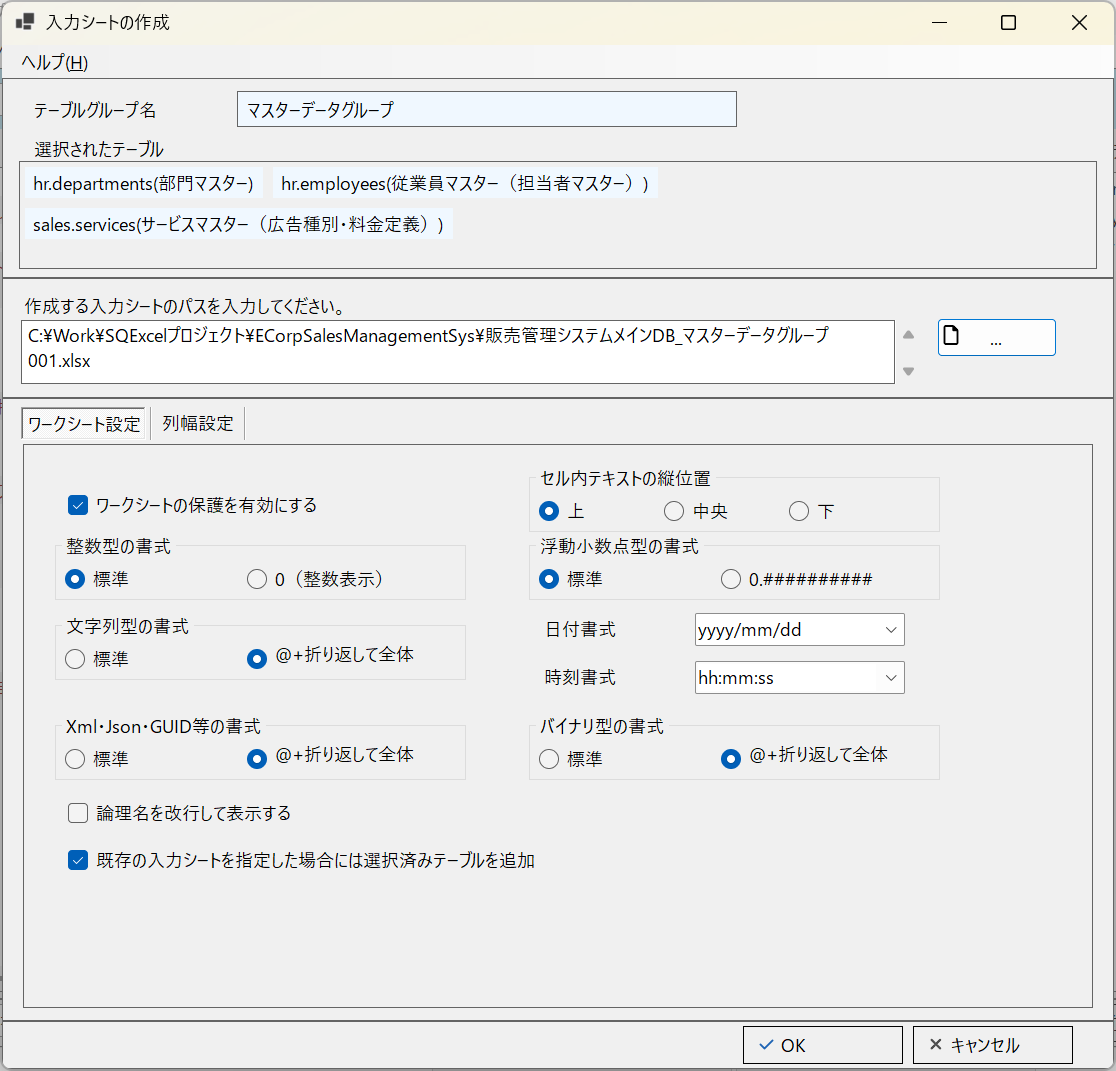 入力シートの作成
ヘルプ(H)
テーブルグループ名
マスターデータグループ
選択されたテーブル
hr.departments(部門マスター) hr.employees(従業員マスター（担当者マスター）)
sales.services(サービスマスター（広告種別・料金定義）)
作成する入力シートのパスを入力してください。
C:¥Work¥SQExcelプロジェクト¥ECorpSalesManagementSys¥販売管理システムメインDB_マスターデータグループ
001.xlsx
...
ワークシート設定 列幅設定
ワークシートの保護を有効にする
セル内テキストの縦位置
上 中央 下
整数型の書式
標準 0（整数表示）
浮動小数点型の書式
標準 0.##########
文字列型の書式
標準 @+折り返して全体
日付書式 yyyy/mm/dd
時刻書式 hh:mm:ss
Xml・Json・GUID等の書式
標準 @+折り返して全体
バイナリ型の書式
標準 @+折り返して全体
論理名を改行して表示する
既存の入力シートを指定した場合には選択済みテーブルを追加
OK キャンセル